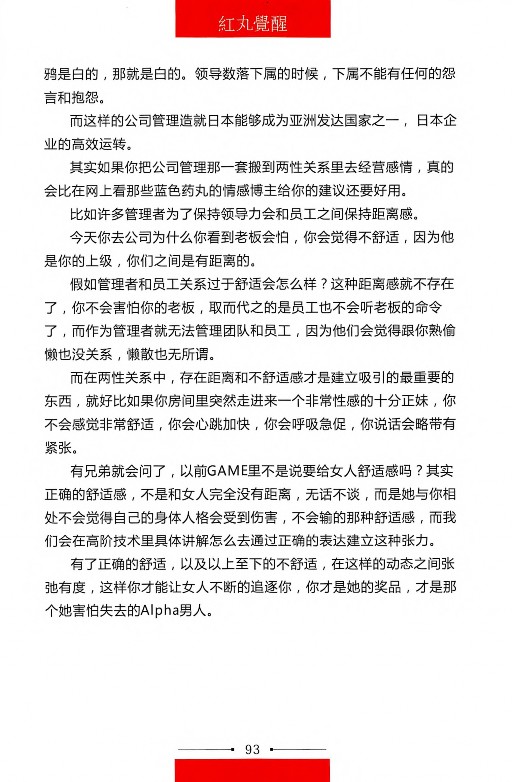 紅丸覺醒
鸦是白的，那就是白的。领导数落下属的时候，下属不能有任何的怨
言和抱怨。
而这样的公司管理造就日本能够成为亚洲发达国家之一， 日本企
业的高效运转。
其实如果你把公司管理那一套搬到两性关系里去经营感情，真的
会比在网上看那些蓝色药丸的情感博主给你的建议还要好用。
比如许多管理者为了保持领导力会和员工之间保持距离感。
今天你去公司为什么你看到老板会怕，你会觉得不舒适，因为他
是你的上级，你们之间是有距离的。
假如管理者和员工关系过于舒适会怎么样？这种距离感就不存在
了，你不会害怕你的老板，取而代之的是员工也不会听老板的命令
了，而作为管理者就无法管理团队和员工，因为他们会觉得跟你熟偷
懒也没关系，懒散也无所谓。
而在两性关系中，存在距离和不舒适感才是建立吸引的最重要的
东西，就好比如果你房间里突然走进来一个非常性感的十分正妹，你
不会感觉非常舒适，你会心跳加快，你会呼吸急促，你说话会略带有
紧张。
有兄弟就会问了，以前GAME里不是说要给女人舒适感吗？其实
正确的舒适感，不是和女人完全没有距离，无话不谈，而是她与你相
处不会觉得自己的身体人格会受到伤害，不会输的那种舒适感，而我
们会在高阶技术里具体讲解怎么去通过正确的表达建立这种张力。
有了正确的舒适，以及以上至下的不舒适，在这样的动态之间张
弛有度，这样你才能让女人不断的追逐你，你才是她的奖品，才是那
个她害怕失去的Alpha男人。
93